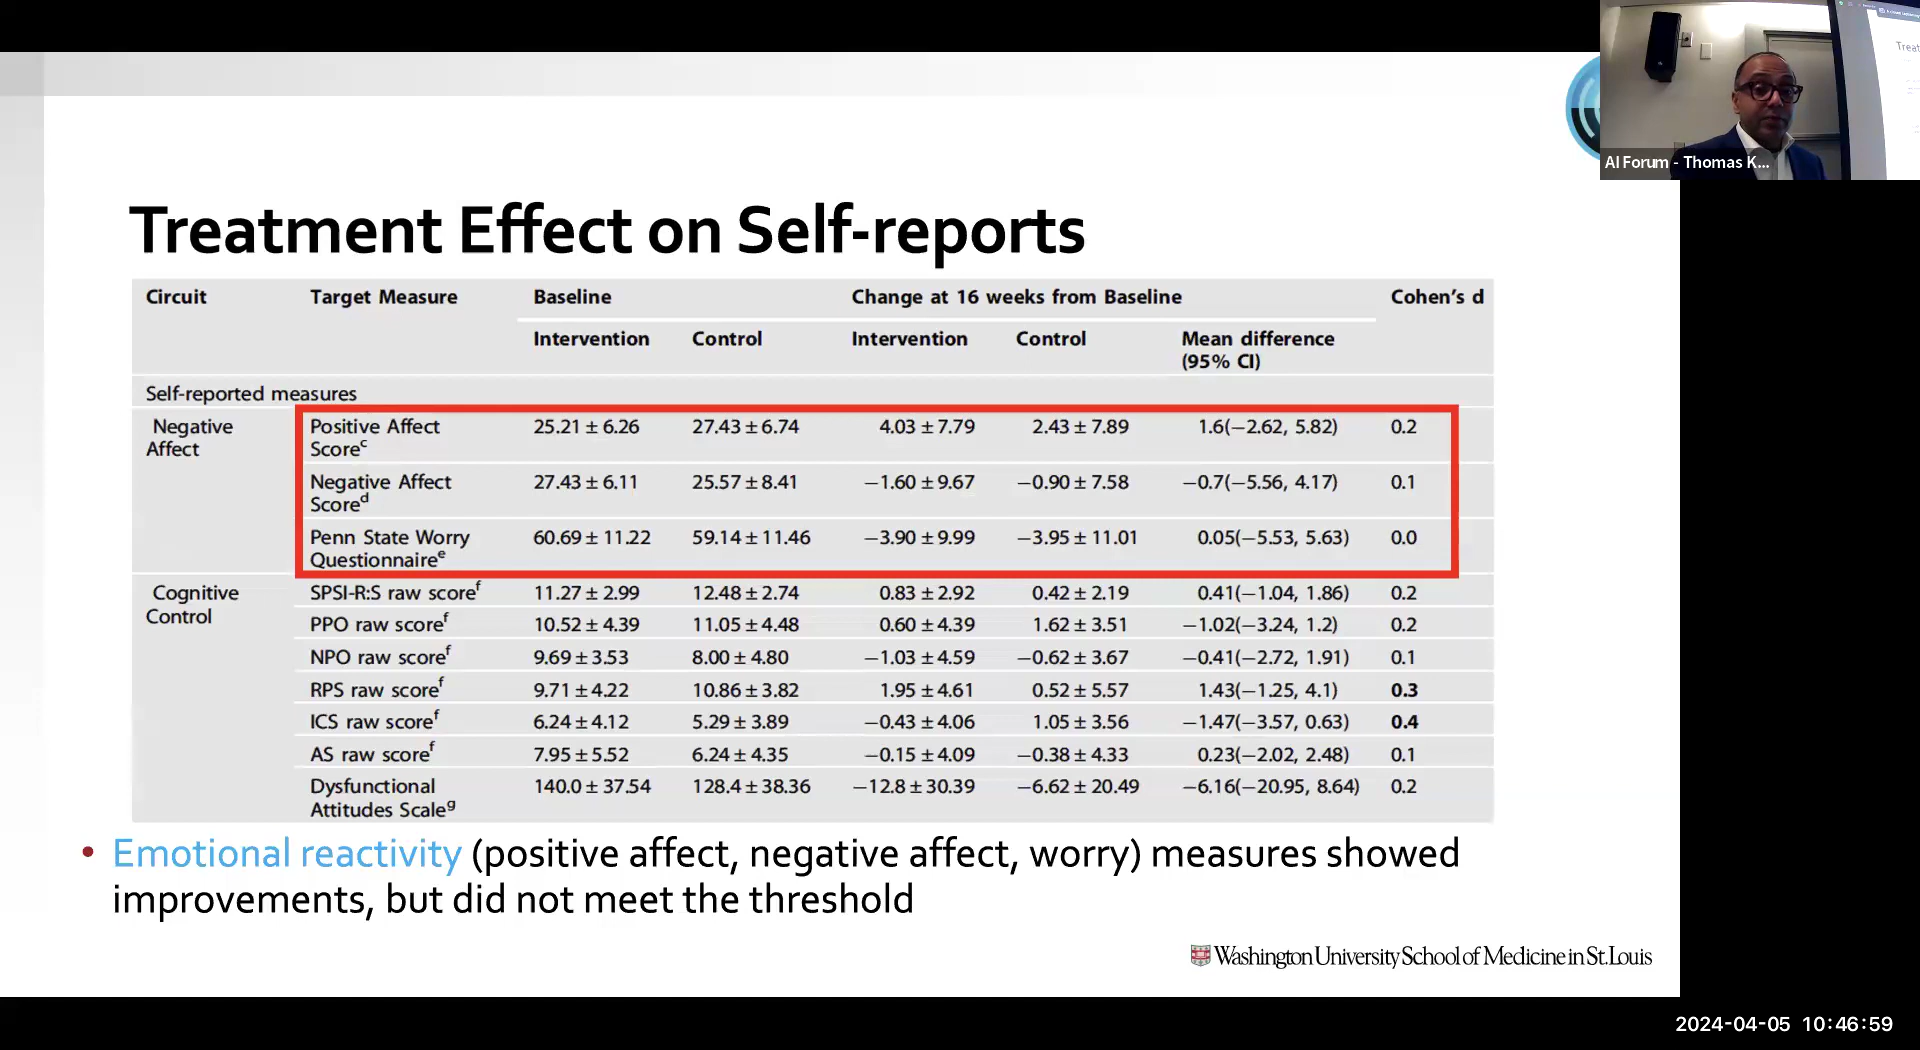 AI Forum - Thomas K...
Treatment Effect on Self-reports
Circuit Target Measure Baseline Change at 16 weeks from Baseline Cohen's d
Intervention Control Intervention Control Mean difference
(95% CI)
Self-reported measures
Negative Affect Positive Affect Scoreᶜ 25.21 ± 6.26 27.43 ± 6.74 4.03 ± 7.79 2.43 ± 7.89 1.6(−2.62, 5.82) 0.2
Negative Affect Scoreᵈ 27.43 ± 6.11 25.57 ± 8.41 −1.60 ± 9.67 −0.90 ± 7.58 −0.7(−5.56, 4.17) 0.1
Penn State Worry Questionnaireᵉ 60.69 ± 11.22 59.14 ± 11.46 −3.90 ± 9.99 −3.95 ± 11.01 0.05(−5.53, 5.63) 0.0
Cognitive Control SPSI-R:S raw scoreᶠ 11.27 ± 2.99 12.48 ± 2.74 0.83 ± 2.92 0.42 ± 2.19 0.41(−1.04, 1.86) 0.2
PPO raw scoreᶠ 10.52 ± 4.39 11.05 ± 4.48 0.60 ± 4.39 1.62 ± 3.51 −1.02(−3.24, 1.2) 0.2
NPO raw scoreᶠ 9.69 ± 3.53 8.00 ± 4.80 −1.03 ± 4.59 −0.62 ± 3.67 −0.41(−2.72, 1.91) 0.1
RPS raw scoreᶠ 9.71 ± 4.22 10.86 ± 3.82 1.95 ± 4.61 0.52 ± 5.57 1.43(−1.25, 4.1) 0.3
ICS raw scoreᶠ 6.24 ± 4.12 5.29 ± 3.89 −0.43 ± 4.06 1.05 ± 3.56 −1.47(−3.57, 0.63) 0.4
AS raw scoreᶠ 7.95 ± 5.52 6.24 ± 4.35 −0.15 ± 4.09 −0.38 ± 4.33 0.23(−2.02, 2.48) 0.1
Dysfunctional Attitudes Scaleᵍ 140.0 ± 37.54 128.4 ± 38.36 −12.8 ± 30.39 −6.62 ± 20.49 −6.16(−20.95, 8.64) 0.2
• Emotional reactivity (positive affect, negative affect, worry) measures showed
improvements, but did not meet the threshold
Washington University School of Medicine in St. Louis
2024-04-05 10:46:59